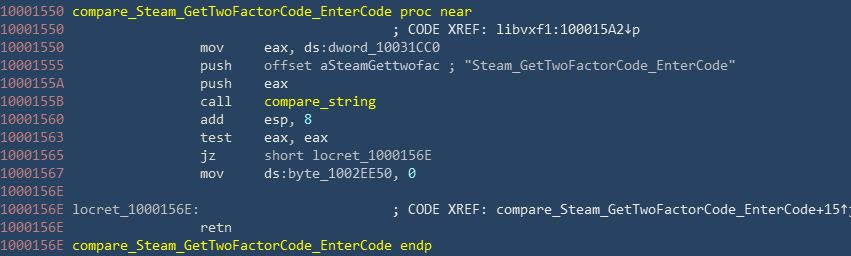 10001550 compare_Steam_GetTwoFactorCode_EnterCode proc near
10001550 ; CODE XREF: libvxf1:100015A2↓p
10001550 mov eax, ds:dword_10031CC0
10001555 push offset aSteamGettwofac ; "Steam_GetTwoFactorCode_EnterCode"
1000155A push eax
1000155B call compare_string
10001560 add esp, 8
10001563 test eax, eax
10001565 jz short locret_1000156E
10001567 mov ds:byte_1002EE50, 0
1000156E
1000156E locret_1000156E: ; CODE XREF: compare_Steam_GetTwoFactorCode_EnterCode+15↑j
1000156E retn
1000156E compare_Steam_GetTwoFactorCode_EnterCode endp